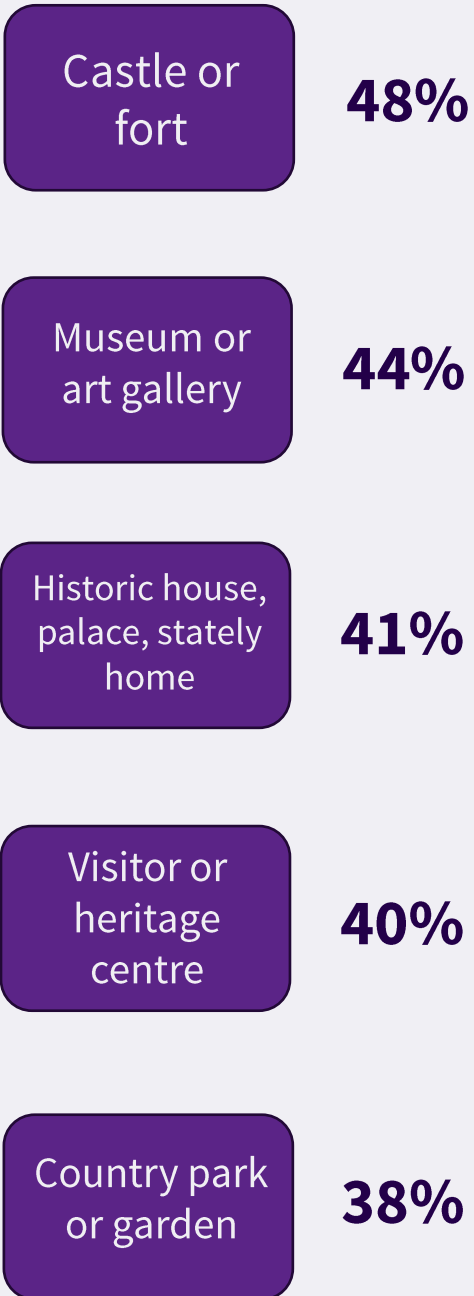 Castle or
fort
48%
Museum or
art gallery
44%
Historic house,
palace, stately
home
41%
Visitor or
heritage
centre
40%
Country park
or garden
38%